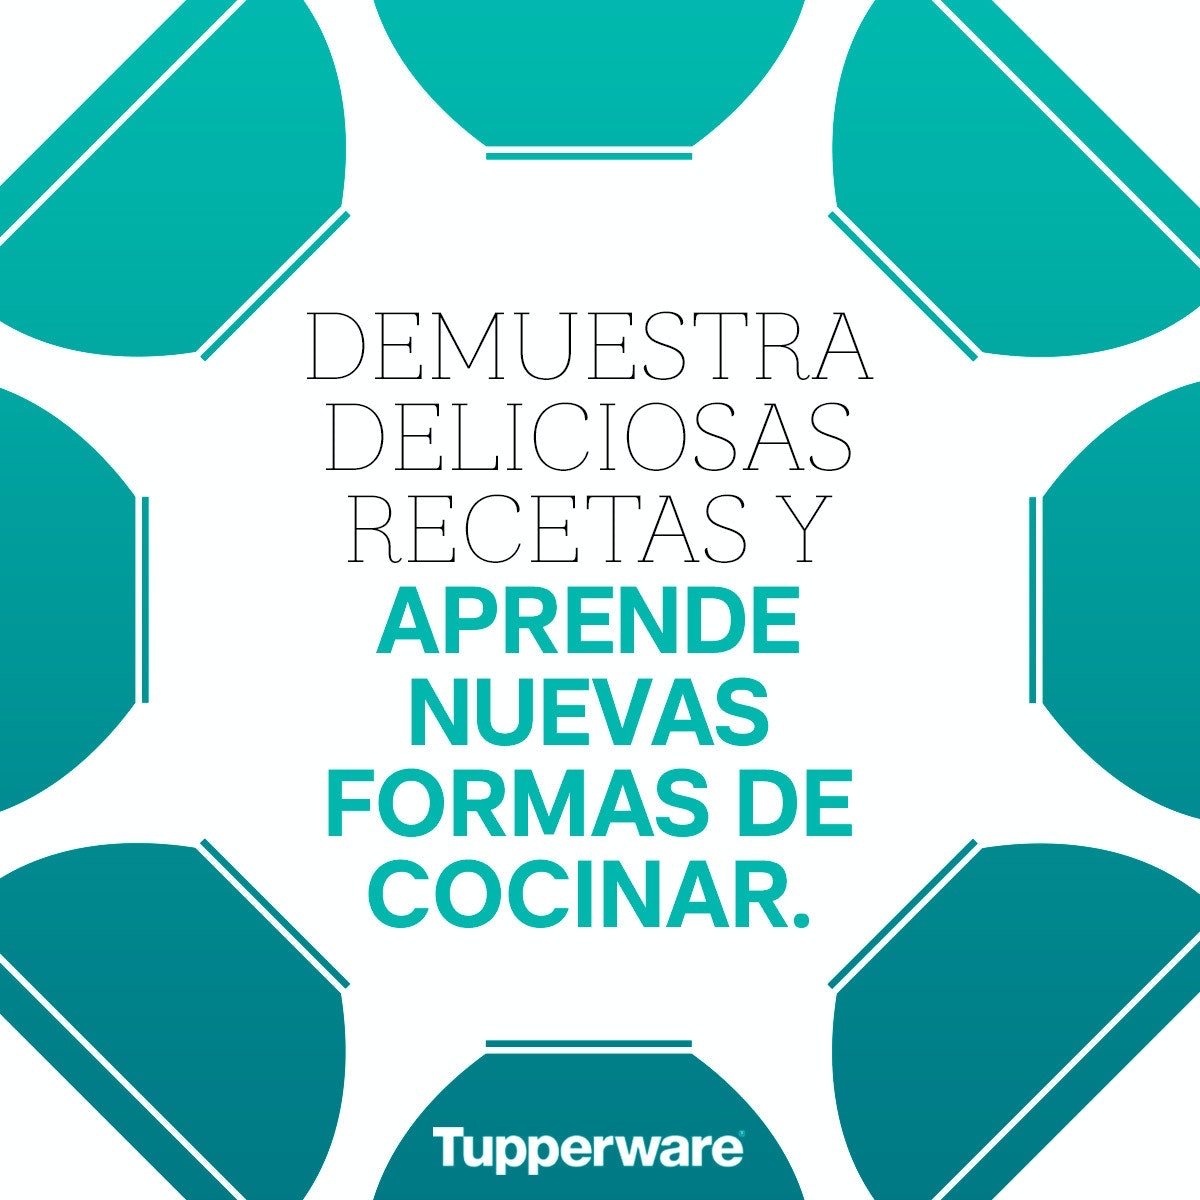 DEMUESTRA
DELICIOSAS
RECETAS Y
APRENDE
NUEVAS
FORMAS DE
COCINAR.
Tupperware®